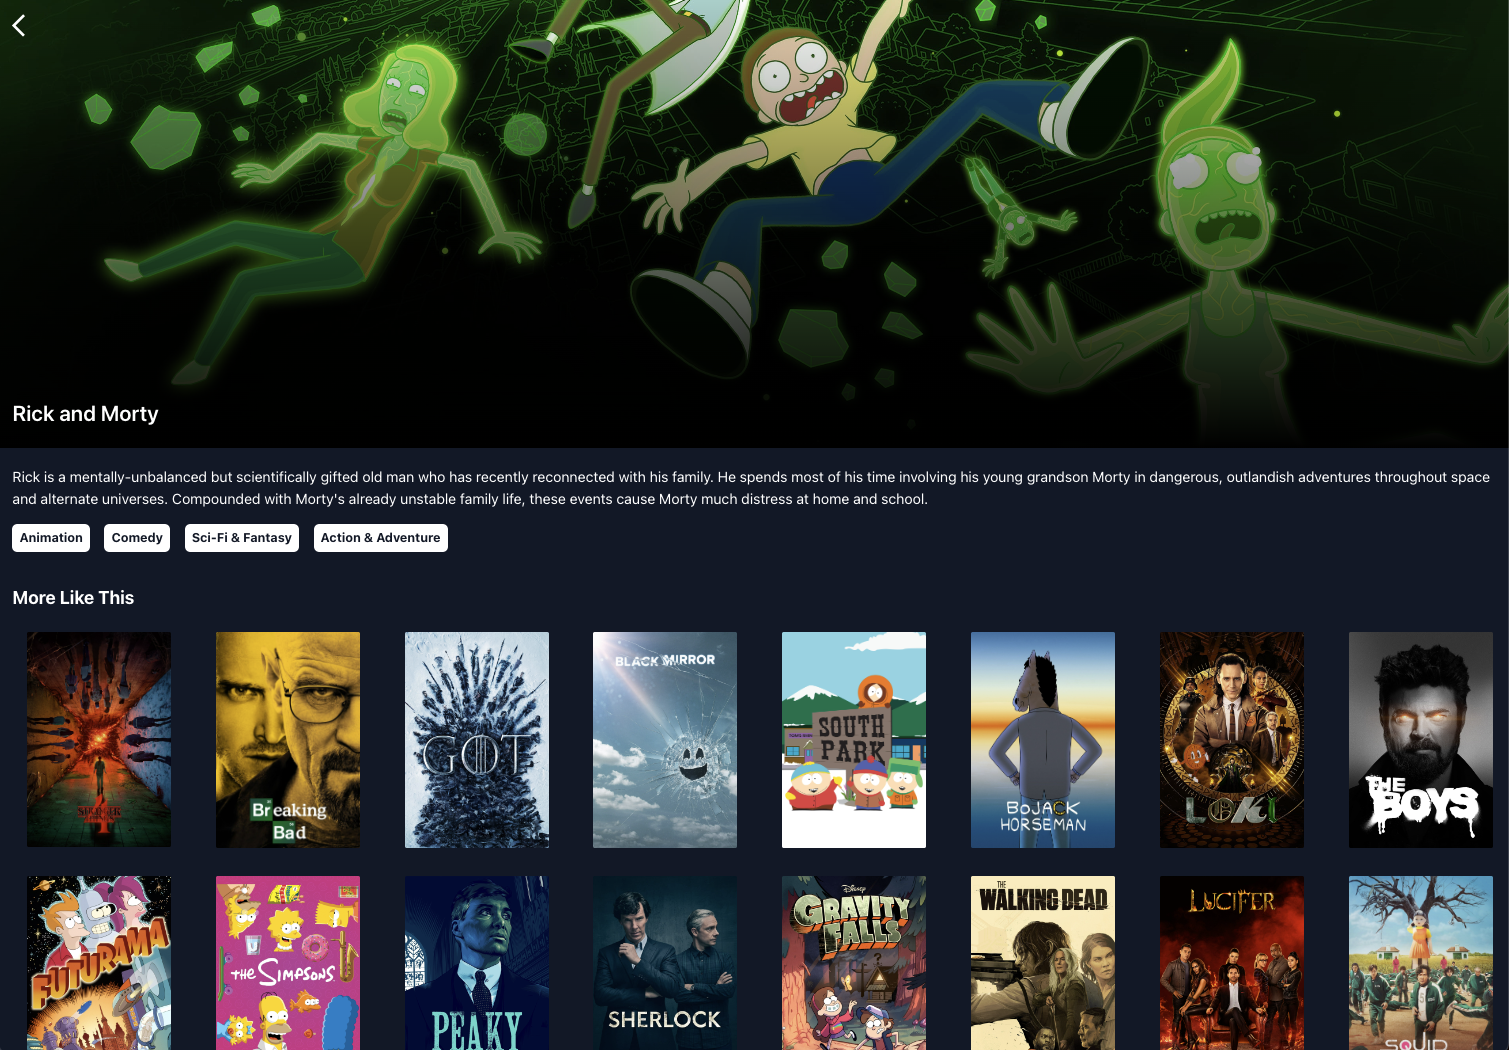 Rick and Morty
Rick is a mentally-unbalanced but scientifically gifted old man who has recently reconnected with his family. He spends most of his time involving his young grandson Morty in dangerous, outlandish adventures throughout space
and alternate universes. Compounded with Morty's already unstable family life, these events cause Morty much distress at home and school.
Animation Comedy Sci-Fi & Fantasy Action & Adventure
More Like This
STRANGER
Breaking
Bad
GOT
BLACK MIRROR
SOUTH
PARK
BoJACK
HORSEMAN
LOKI
THE
BOYS
FUTURAMA
THE SIMPSONS
PEAKY
SHERLOCK
Disney
GRAVITY
FALLS
THE
WALKING DEAD
LUCIFER
SQUID